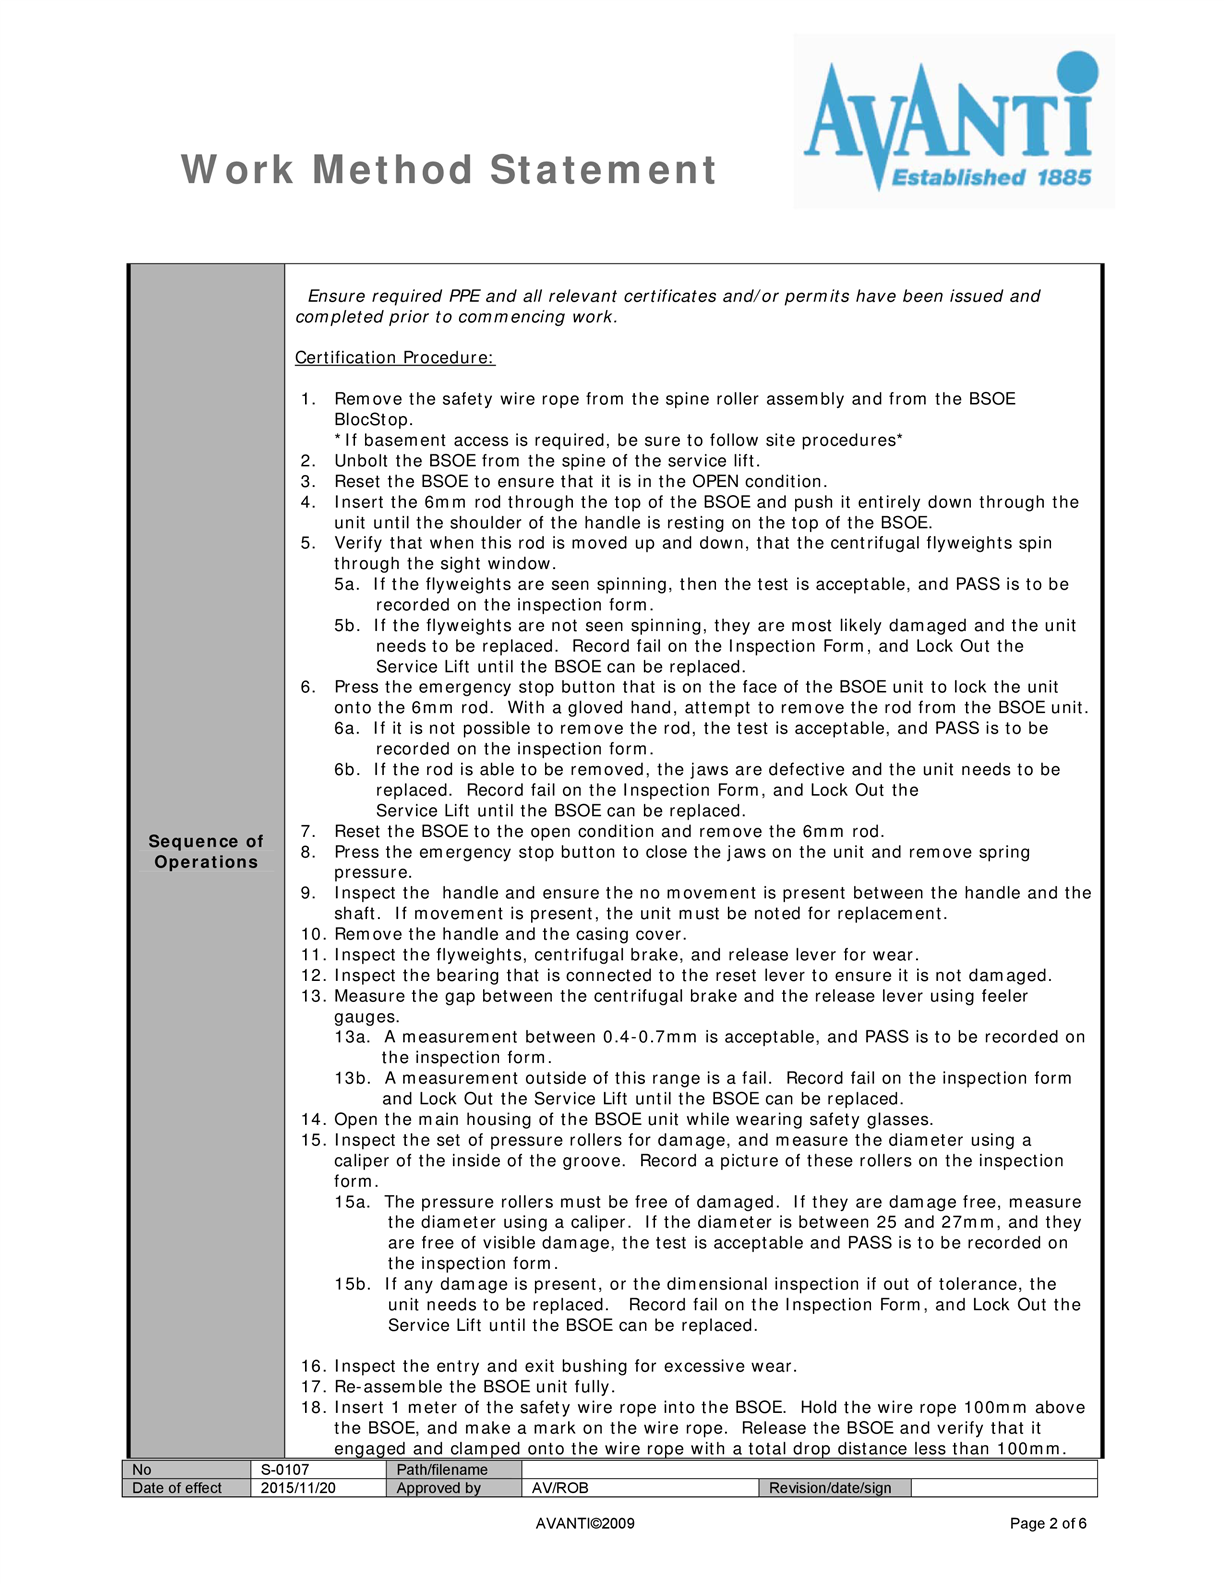 AVANTI
Established 1885
Work Method Statement
Ensure required PPE and all relevant certificates and/or permits have been issued and
completed prior to commencing work.
Certification Procedure:
1. Remove the safety wire rope from the spine roller assembly and from the BSOE
BlocStop.
*If basement access is required, be sure to follow site procedures*
2. Unbolt the BSOE from the spine of the service lift.
3. Reset the BSOE to ensure that it is in the OPEN condition.
4. Insert the 6mm rod through the top of the BSOE and push it entirely down through the
unit until the shoulder of the handle is resting on the top of the BSOE.
5. Verify that when this rod is moved up and down, that the centrifugal flyweights spin
through the sight window.
5a. If the flyweights are seen spinning, then the test is acceptable, and PASS is to be
recorded on the inspection form.
5b. If the flyweights are not seen spinning, they are most likely damaged and the unit
needs to be replaced. Record fail on the Inspection Form, and Lock Out the
Service Lift until the BSOE can be replaced.
6. Press the emergency stop button that is on the face of the BSOE unit to lock the unit
onto the 6mm rod. With a gloved hand, attempt to remove the rod from the BSOE unit.
6a. If it is not possible to remove the rod, the test is acceptable, and PASS is to be
recorded on the inspection form.
6b. If the rod is able to be removed, the jaws are defective and the unit needs to be
replaced. Record fail on the Inspection Form, and Lock Out the
Service Lift until the BSOE can be replaced.
7. Reset the BSOE to the open condition and remove the 6mm rod.
8. Press the emergency stop button to close the jaws on the unit and remove spring
pressure.
9. Inspect the handle and ensure the no movement is present between the handle and the
shaft. If movement is present, the unit must be noted for replacement.
10. Remove the handle and the casing cover.
11. Inspect the flyweights, centrifugal brake, and release lever for wear.
12. Inspect the bearing that is connected to the reset lever to ensure it is not damaged.
13. Measure the gap between the centrifugal brake and the release lever using feeler
gauges.
13a. A measurement between 0.4-0.7mm is acceptable, and PASS is to be recorded on
the inspection form.
13b. A measurement outside of this range is a fail. Record fail on the inspection form
and Lock Out the Service Lift until the BSOE can be replaced.
14. Open the main housing of the BSOE unit while wearing safety glasses.
15. Inspect the set of pressure rollers for damage, and measure the diameter using a
caliper of the inside of the groove. Record a picture of these rollers on the inspection
form.
15a. The pressure rollers must be free of damaged. If they are damage free, measure
the diameter using a caliper. If the diameter is between 25 and 27mm, and they
are free of visible damage, the test is acceptable and PASS is to be recorded on
the inspection form.
15b. If any damage is present, or the dimensional inspection if out of tolerance, the
unit needs to be replaced. Record fail on the Inspection Form, and Lock Out the
Service Lift until the BSOE can be replaced.
16. Inspect the entry and exit bushing for excessive wear.
17. Re-assemble the BSOE unit fully.
18. Insert 1 meter of the safety wire rope into the BSOE. Hold the wire rope 100mm above
the BSOE, and make a mark on the wire rope. Release the BSOE and verify that it
engaged and clamped onto the wire rope with a total drop distance less than 100mm.
Sequence of
Operations
No S-0107 Path/filename
Date of effect 2015/11/20 Approved by AV/ROB Revision/date/sign
AVANTI©2009 Page 2 of 6